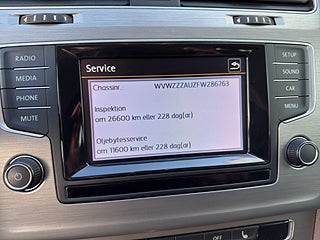 Service
Chassinr.: WVWZZZAUZFW286763
Inspektion
om 26600 km eller 228 dag(ar)
Oljebytesservice
om 11600 km eller 228 dag(ar)
RADIO
MEDIA
PHONE
MUTE
SETUP
SOUND
CAR
MENU
OFF